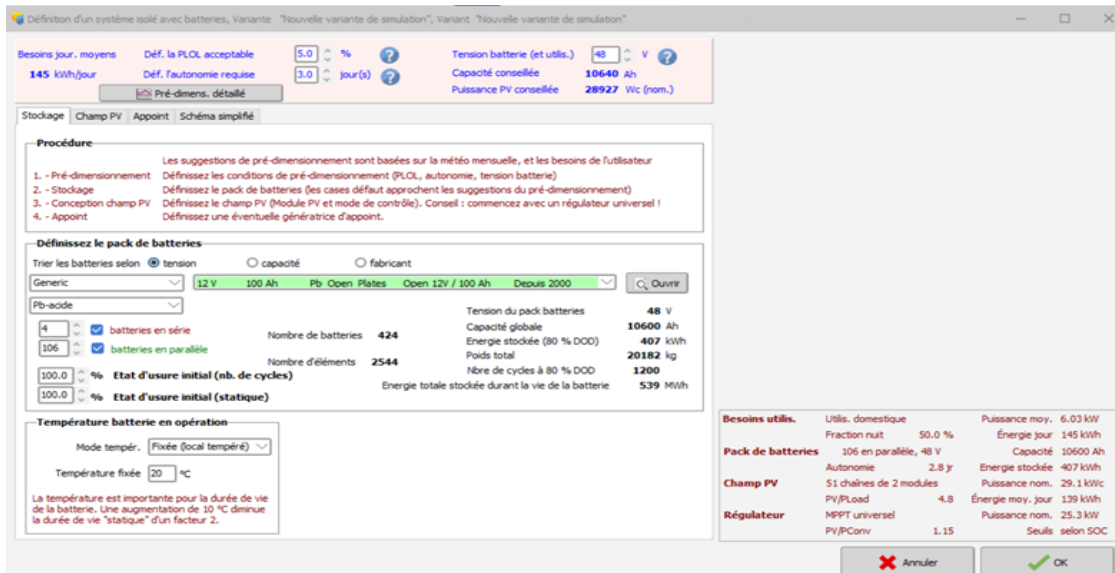 Définition d'un système isolé avec batteries, Variante "Nouvelle variante de simulation", Variant "Nouvelle variante de simulation"
Besoins jour. moyens Déf. la PLOL acceptable 5.0 % ? Tension batterie (et utilis.) 48 V ?
145 kWh/jour Déf. l'autonomie requise 3.0 jour(s) ? Capacité conseillée 10640 Ah
Pré-dimens. détaillé Puissance PV conseillée 28927 Wc (nom.)
Stockage Champ PV Appoint Schéma simplifié
Procédure
Les suggestions de pré-dimensionnement sont basées sur la météo mensuelle, et les besoins de l'utilisateur
1. - Pré-dimensionnement Définissez les conditions de pré-dimensionnement (PLOL, autonomie, tension batterie)
2. - Stockage Définissez le pack de batteries (les cases défaut approchent les suggestions du pré-dimensionnement)
3. - Conception champ PV Définissez le champ PV (Module PV et mode de contrôle). Conseil : commencez avec un régulateur universel !
4. - Appoint Définissez une éventuelle génératrice d'appoint.
Définissez le pack de batteries
Trier les batteries selon tension capacité fabricant
Generic 12 V 100 Ah Pb Open Plates Open 12V / 100 Ah Depuis 2000 Ouvrir
Pb-acide
4 batteries en série
106 batteries en parallèle
100.0 % Etat d'usure initial (nb. de cycles)
100.0 % Etat d'usure initial (statique)
Nombre de batteries 424
Nombre d'éléments 2544
Tension du pack batteries 48 V
Capacité globale 10600 Ah
Energie stockée (80 % DOD) 407 kWh
Poids total 20182 kg
Nbre de cycles à 80 % DOD 1200
Energie totale stockée durant la vie de la batterie 539 MWh
Température batterie en opération
Mode tempér. Fixée (local tempéré)
Température fixée 20 °C
La température est importante pour la durée de vie
de la batterie. Une augmentation de 10 °C diminue
la durée de vie "statique" d'un facteur 2.
Besoins utilis. Utilis. domestique Puissance moy. 6.03 kW
Fraction nuit 50.0 % Énergie jour 145 kWh
Pack de batteries 106 en parallèle, 48 V Capacité 10600 Ah
Autonomie 2.8 jr Energie stockée 407 kWh
Champ PV 51 chaînes de 2 modules Puissance nom. 29.1 kWc
PV/PLoad 4.8 Énergie moy. jour 139 kWh
Régulateur MPPT universel Puissance nom. 25.3 kW
PV/PConv 1.15 Seuils selon SOC
Annuler OK